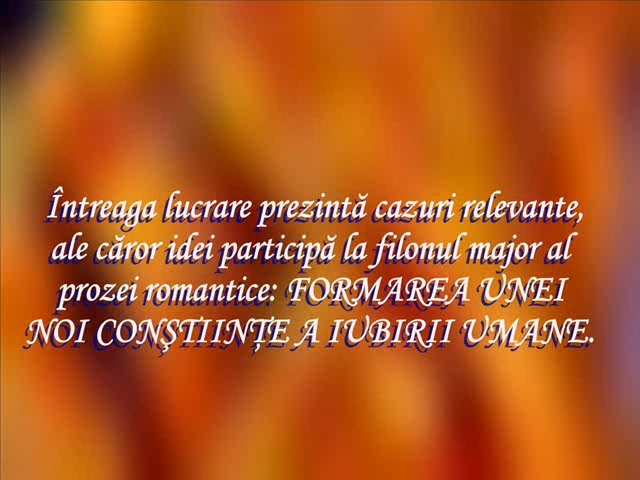 Întreaga lucrare prezintă cazuri relevante,
ale căror idei participă la filonul major al
prozei romantice: FORMAREA UNEI
NOI CONŞTIINŢE A IUBIRII UMANE.